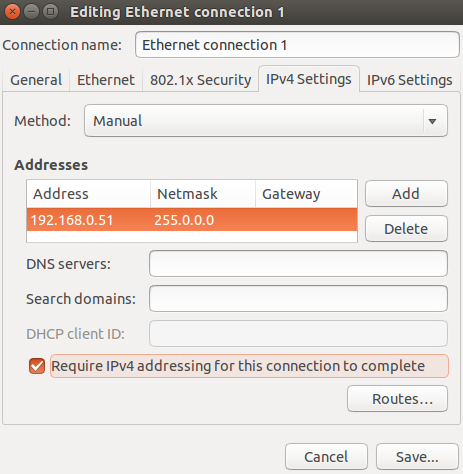 Editing Ethernet connection 1
Connection name: Ethernet connection 1
General Ethernet 802.1x Security IPv4 Settings IPv6 Settings
Method: Manual
Addresses
Address Netmask Gateway Add
192.168.0.51 255.0.0.0
Delete
DNS servers:
Search domains:
DHCP client ID:
Require IPv4 addressing for this connection to complete
Routes...
Cancel Save...